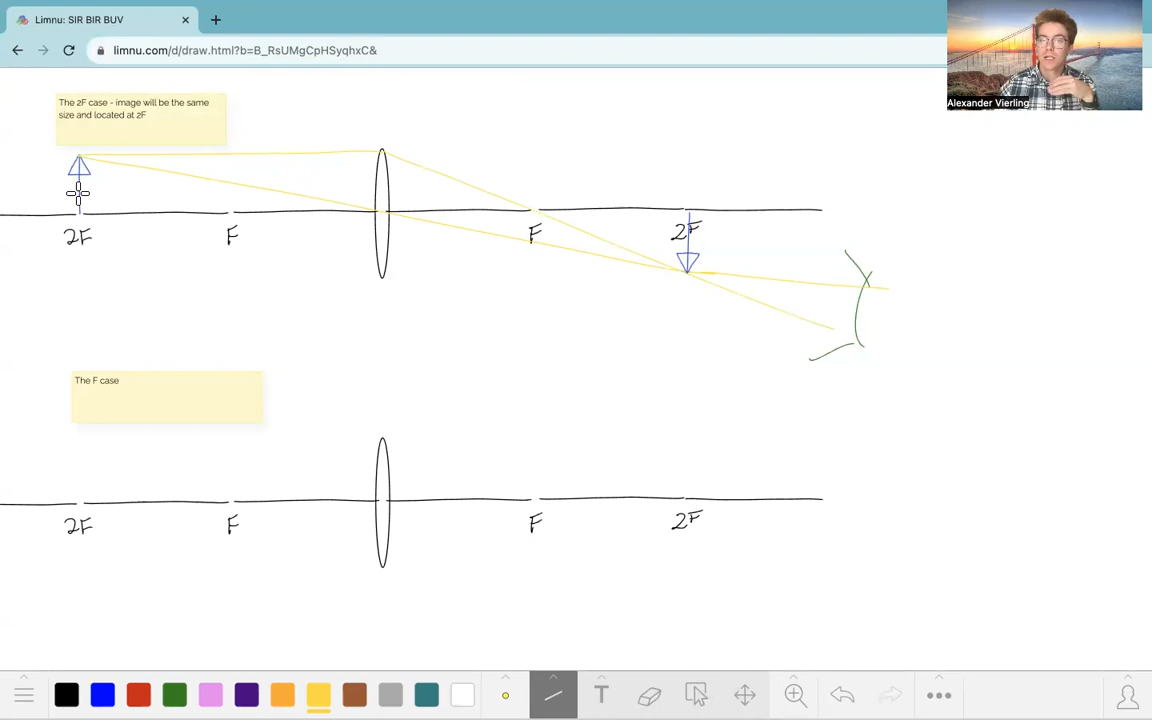 Limnu: SIR BIR BUV
limnu.com/d/draw.html?b=B_RsUMgCpHSyqhxC&
Alexander Vierling
The 2F case - image will be the same
size and located at 2F
2F F F 2F
The F case
2F F F 2F
T